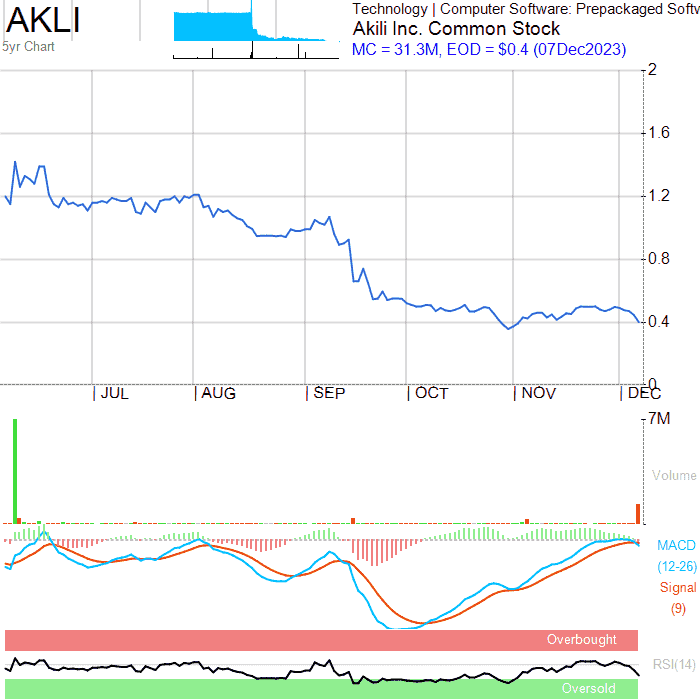 AKLI
5yr Chart
Technology | Computer Software: Prepackaged Softw
Akili Inc. Common Stock
MC = 31.3M, EOD = $0.4 (07Dec2023)
2
1.6
1.2
0.8
0.4
0
JUL AUG SEP OCT NOV DEC
7M
Volume
MACD
(12-26)
Signal
(9)
Overbought
RSI(14)
Oversold